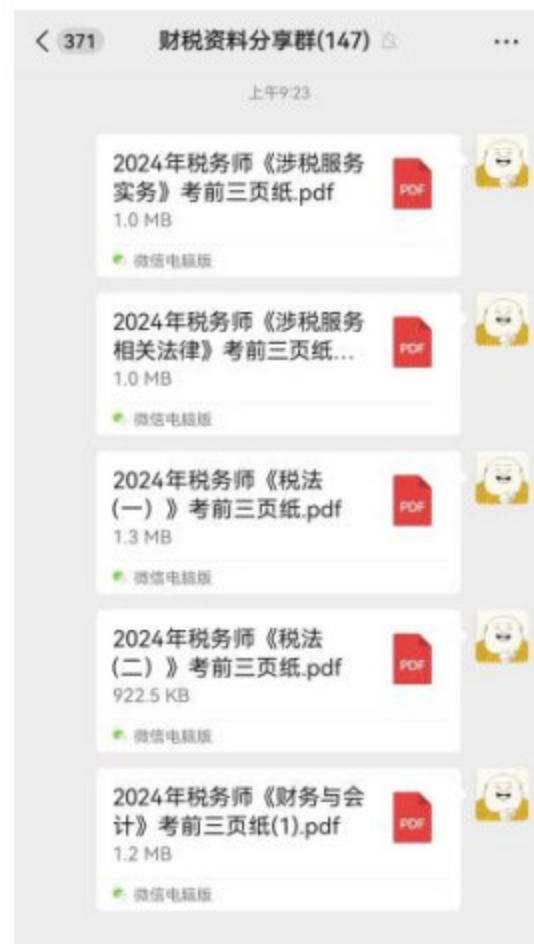 371
财税资料分享群(147)
上午9:23
2024年税务师《涉税服务
实务》考前三页纸.pdf
PDF
1.0 MB
微信电脑版
2024年税务师《涉税服务
相关法律》考前三页纸...
PDF
1.0 MB
微信电脑版
2024年税务师《税法
(一) 》考前三页纸.pdf
PDF
1.3 MB
微信电脑版
2024年税务师《税法
(二) 》考前三页纸.pdf
PDF
922.5 KB
微信电脑版
2024年税务师《财务与会
计》考前三页纸(1).pdf
PDF
1.2 MB
微信电脑版